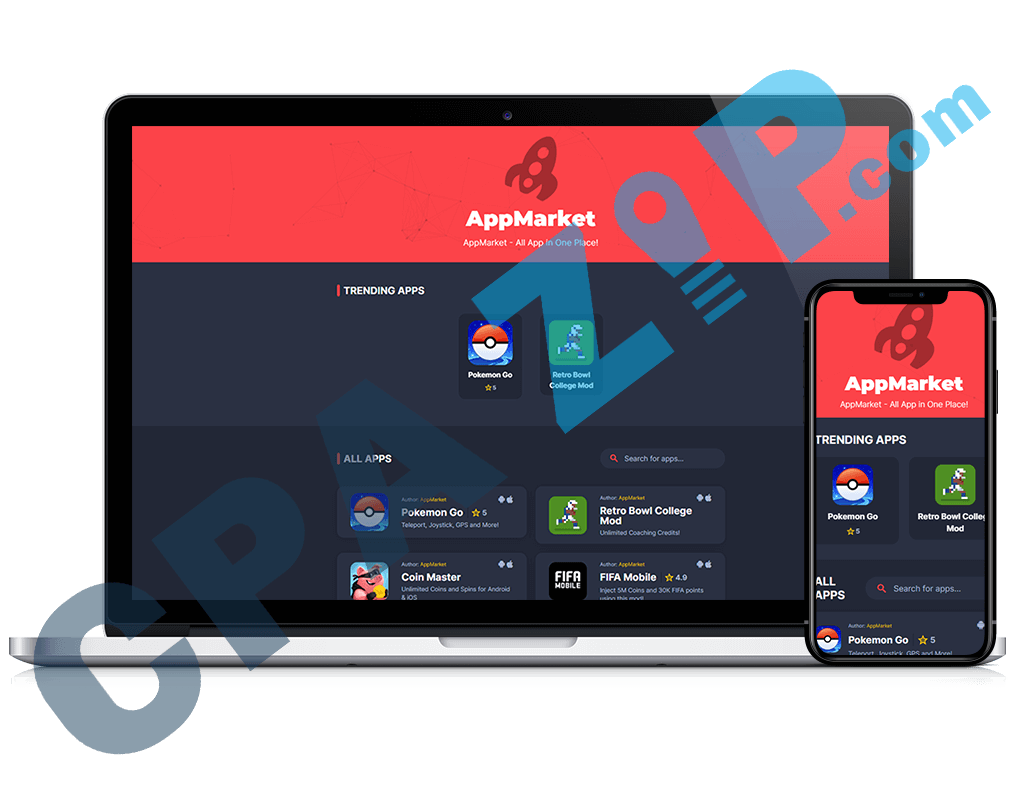 AppMarket
AppMarket - All App In One Place!
TRENDING APPS
Pokemon Go
5
Retro Bowl
College Mod
ALL APPS
Search for apps...
Author: AppMarket
Pokemon Go 5
Teleport, Joystick, GPS and More!
Author: AppMarket
Retro Bowl College
Mod
Unlimited Coaching Credits!
Author: AppMarket
Coin Master
Unlimited Coins and Spins for Android
& iOS
FIFA
MOBILE
Author: AppMarket
FIFA Mobile 4.9
Inject 5M Coins and 30K FIFA points
using this mod!
AppMarket
AppMarket - All App in One Place!
TRENDING APPS
Pokemon Go
5
Retro Bowl Colleg
Mod
ALL
APPS
Search for apps...
Author: AppMarket
Pokemon Go 5
Teleport, Joystick, GPS and More!
CPAZIP.com